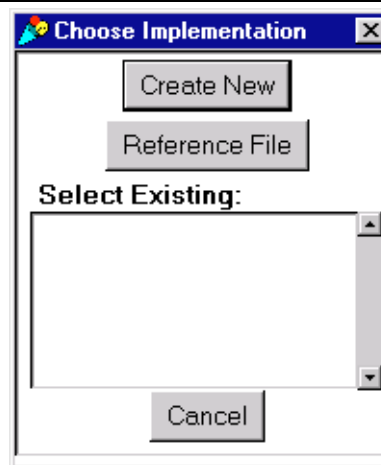 Choose Implementation
Create New
Reference File
Select Existing:
Cancel